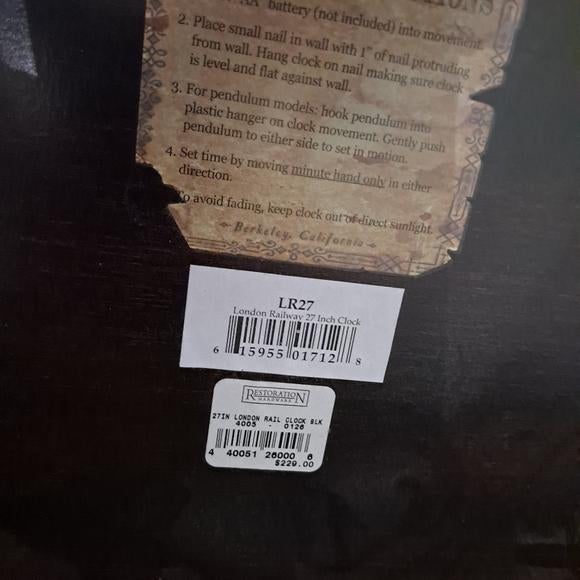 AA" battery (not included) into movement.
2. Place small nail in wall with 1" of nail protruding
from wall. Hang clock on nail making sure clock
is level and flat against wall.
3. For pendulum models: hook pendulum into
plastic hanger on clock movement. Gently push
pendulum to either side to set in motion.
4. Set time by moving minute hand only in either
direction.
To avoid fading, keep clock out of direct sunlight.
Berkeley, California
LR27
London Railway 27 Inch Clock
6 15955 01712 8
RESTORATION
HARDWARE
27IN LONDON RAIL CLOCK BLK
4005 - 0126
4 40051 26000 6
$229.00